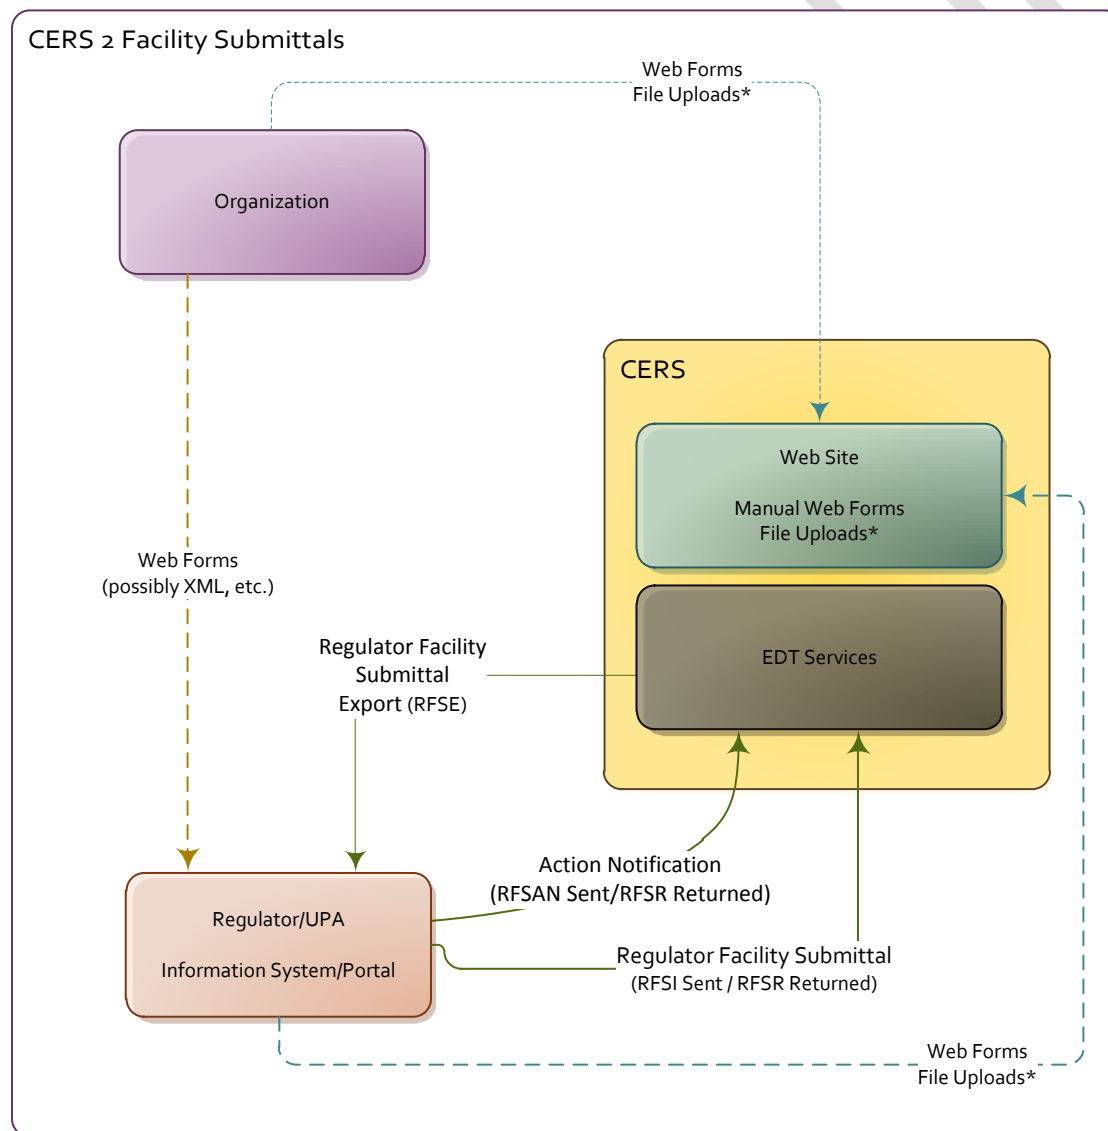 CERS 2 Facility Submittals
Web Forms
File Uploads*
Organization
CERS
Web Site
Manual Web Forms
File Uploads*
Web Forms
(possibly XML, etc.)
Regulator Facility
Submittal
Export (RFSE)
EDT Services
Action Notification
(RFSAN Sent/RFSR Returned)
Regulator/UPA
Information System/Portal
Regulator Facility Submittal
(RFSI Sent / RFSR Returned)
Web Forms
File Uploads*